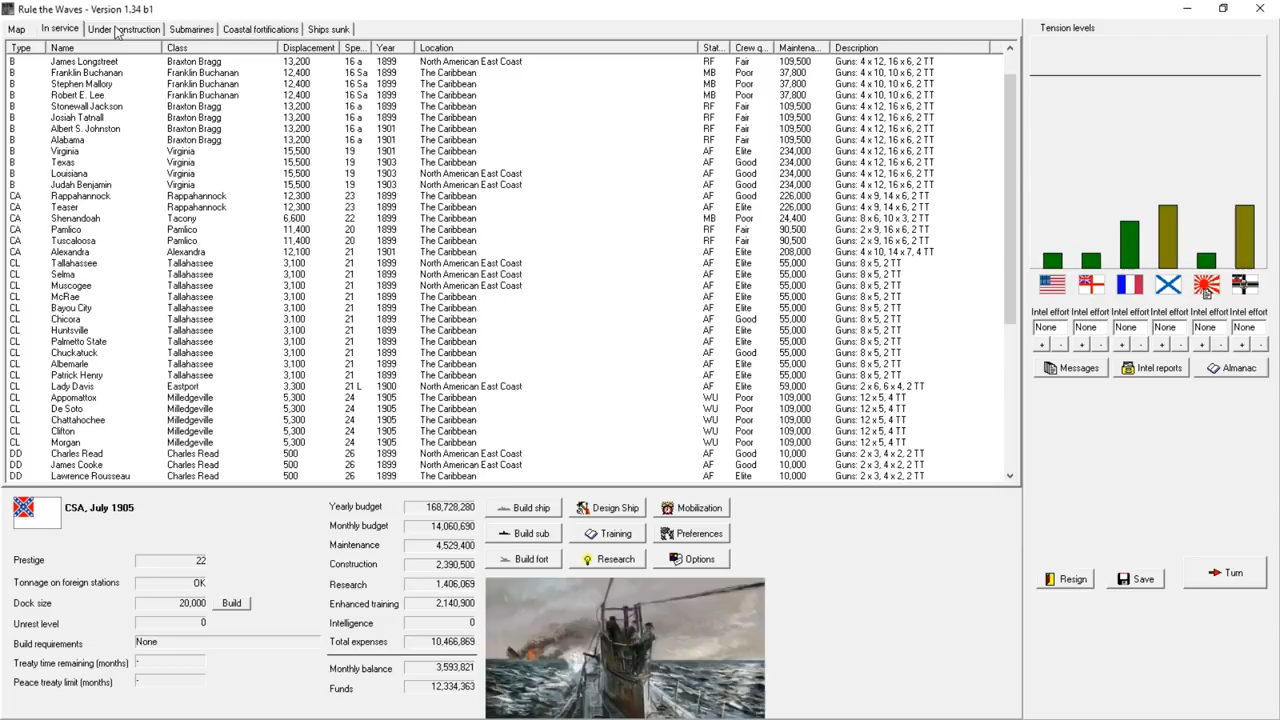 Rule the Waves - Version 1.34 b1
Map In service Under construction Submarines Coastal fortifications Ships sunk
Type Name Class Displacement Spe... Year Location Stat... Crew q... Maintena... Description
B James Longstreet Braxton Bragg 13,200 16 a 1899 North American East Coast RF Fair 109,500 Guns: 4 x 12, 16 x 6, 2 TT
B Franklin Buchanan Franklin Buchanan 12,400 16 Sa 1899 The Caribbean MB Poor 37,800 Guns: 4 x 10, 10 x 6, 2 TT
B Stephen Mallory Franklin Buchanan 12,400 16 Sa 1899 The Caribbean MB Poor 37,800 Guns: 4 x 10, 10 x 6, 2 TT
B Robert E. Lee Franklin Buchanan 12,400 16 Sa 1899 The Caribbean MB Poor 37,800 Guns: 4 x 10, 10 x 6, 2 TT
B Stonewall Jackson Braxton Bragg 13,200 16 a 1899 The Caribbean RF Fair 109,500 Guns: 4 x 12, 16 x 6, 2 TT
B Josiah Tatnall Braxton Bragg 13,200 16 a 1899 The Caribbean RF Fair 109,500 Guns: 4 x 12, 16 x 6, 2 TT
B Albert S. Johnston Braxton Bragg 13,200 16 a 1901 The Caribbean RF Fair 109,500 Guns: 4 x 12, 16 x 6, 2 TT
B Alabama Braxton Bragg 13,200 16 a 1901 The Caribbean RF Fair 109,500 Guns: 4 x 12, 16 x 6, 2 TT
B Virginia Virginia 15,500 19 1901 The Caribbean AF Elite 234,000 Guns: 4 x 12, 16 x 6, 2 TT
B Texas Virginia 15,500 19 1903 The Caribbean AF Good 234,000 Guns: 4 x 12, 16 x 6, 2 TT
B Louisiana Virginia 15,500 19 1903 North American East Coast AF Good 234,000 Guns: 4 x 12, 16 x 6, 2 TT
B Judah Benjamin Virginia 15,500 19 1903 North American East Coast AF Good 234,000 Guns: 4 x 12, 16 x 6, 2 TT
CA Rappahannock Rappahannock 12,300 23 1899 The Caribbean AF Good 226,000 Guns: 4 x 9, 14 x 6, 2 TT
CA Teaser Rappahannock 12,300 23 1899 The Caribbean AF Elite 226,000 Guns: 4 x 9, 14 x 6, 2 TT
CA Shenandoah Tacony 6,600 22 1899 The Caribbean MB Poor 24,400 Guns: 8 x 6, 10 x 3, 2 TT
CA Pamlico Pamlico 11,400 20 1899 The Caribbean RF Fair 90,500 Guns: 2 x 9, 16 x 6, 2 TT
CA Tuscaloosa Pamlico 11,400 20 1899 The Caribbean RF Fair 90,500 Guns: 2 x 9, 16 x 6, 2 TT
CA Alexandra Alexandra 12,100 21 1901 The Caribbean AF Elite 208,000 Guns: 4 x 10, 14 x 7, 4 TT
CL Tallahassee Tallahassee 3,100 21 1899 North American East Coast AF Elite 55,000 Guns: 8 x 5, 2 TT
CL Selma Tallahassee 3,100 21 1899 North American East Coast AF Elite 55,000 Guns: 8 x 5, 2 TT
CL Muscogee Tallahassee 3,100 21 1899 North American East Coast AF Elite 55,000 Guns: 8 x 5, 2 TT
CL McRae Tallahassee 3,100 21 1899 The Caribbean AF Elite 55,000 Guns: 8 x 5, 2 TT
CL Bayou City Tallahassee 3,100 21 1899 The Caribbean AF Elite 55,000 Guns: 8 x 5, 2 TT
CL Chicora Tallahassee 3,100 21 1899 The Caribbean AF Good 55,000 Guns: 8 x 5, 2 TT
CL Huntsville Tallahassee 3,100 21 1899 The Caribbean AF Elite 55,000 Guns: 8 x 5, 2 TT
CL Palmetto State Tallahassee 3,100 21 1899 The Caribbean AF Elite 55,000 Guns: 8 x 5, 2 TT
CL Chuckatuck Tallahassee 3,100 21 1899 The Caribbean AF Good 55,000 Guns: 8 x 5, 2 TT
CL Albemarle Tallahassee 3,100 21 1899 The Caribbean AF Elite 55,000 Guns: 8 x 5, 2 TT
CL Patrick Henry Tallahassee 3,100 21 1899 The Caribbean AF Elite 55,000 Guns: 8 x 5, 2 TT
CL Lady Davis Eastport 3,300 21 L 1900 North American East Coast AF Elite 59,000 Guns: 2 x 6, 6 x 4, 2 TT
CL Appomattox Milledgeville 5,300 24 1905 The Caribbean WU Poor 109,000 Guns: 12 x 5, 4 TT
CL De Soto Milledgeville 5,300 24 1905 The Caribbean WU Poor 109,000 Guns: 12 x 5, 4 TT
CL Chattahochee Milledgeville 5,300 24 1905 The Caribbean WU Poor 109,000 Guns: 12 x 5, 4 TT
CL Clifton Milledgeville 5,300 24 1905 The Caribbean WU Poor 109,000 Guns: 12 x 5, 4 TT
CL Morgan Milledgeville 5,300 24 1905 The Caribbean WU Poor 109,000 Guns: 12 x 5, 4 TT
DD Charles Read Charles Read 500 26 1899 North American East Coast AF Good 10,000 Guns: 2 x 3, 4 x 2, 2 TT
DD James Cooke Charles Read 500 26 1899 North American East Coast AF Good 10,000 Guns: 2 x 3, 4 x 2, 2 TT
DD Lawrence Rousseau Charles Read 500 26 1899 The Caribbean AF Elite 10,000 Guns: 2 x 3, 4 x 2, 2 TT
Tension levels
Intel effort Intel effort Intel effort Intel effort Intel effort Intel effort
None None None None None None
+ - + - + - + - + - + -
Messages Intel reports Almanac
CSA, July 1905
Prestige 22
Tonnage on foreign stations OK
Dock size 20,000 Build
Unrest level 0
Build requirements None
Treaty time remaining (months) -
Peace treaty limit (months) -
Yearly budget 168,728,280
Monthly budget 14,060,690
Maintenance 4,529,400
Construction 2,390,500
Research 1,406,069
Enhanced training 2,140,900
Intelligence 0
Total expenses 10,466,869
Monthly balance 3,593,821
Funds 12,334,363
Build ship Design Ship Mobilization
Build sub Training Preferences
Build fort Research Options
Resign Save Turn